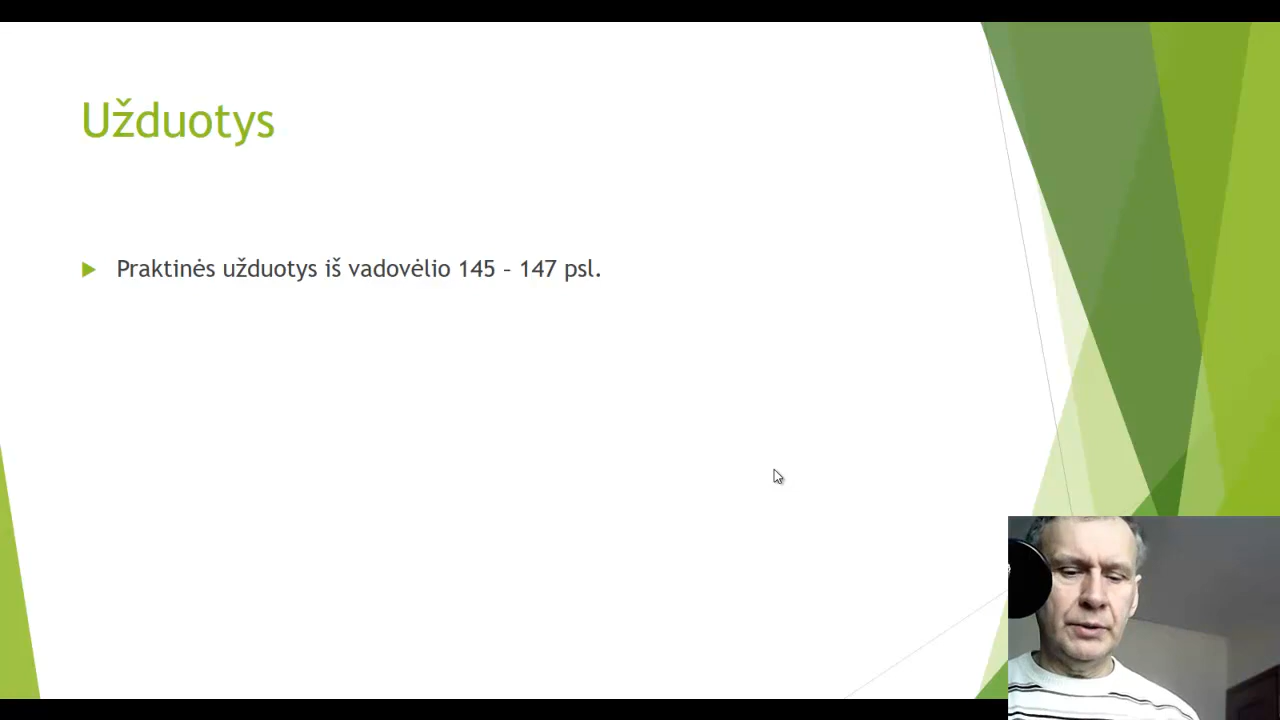 Užduotys
Praktinės užduotys iš vadovėlio 145 – 147 psl.